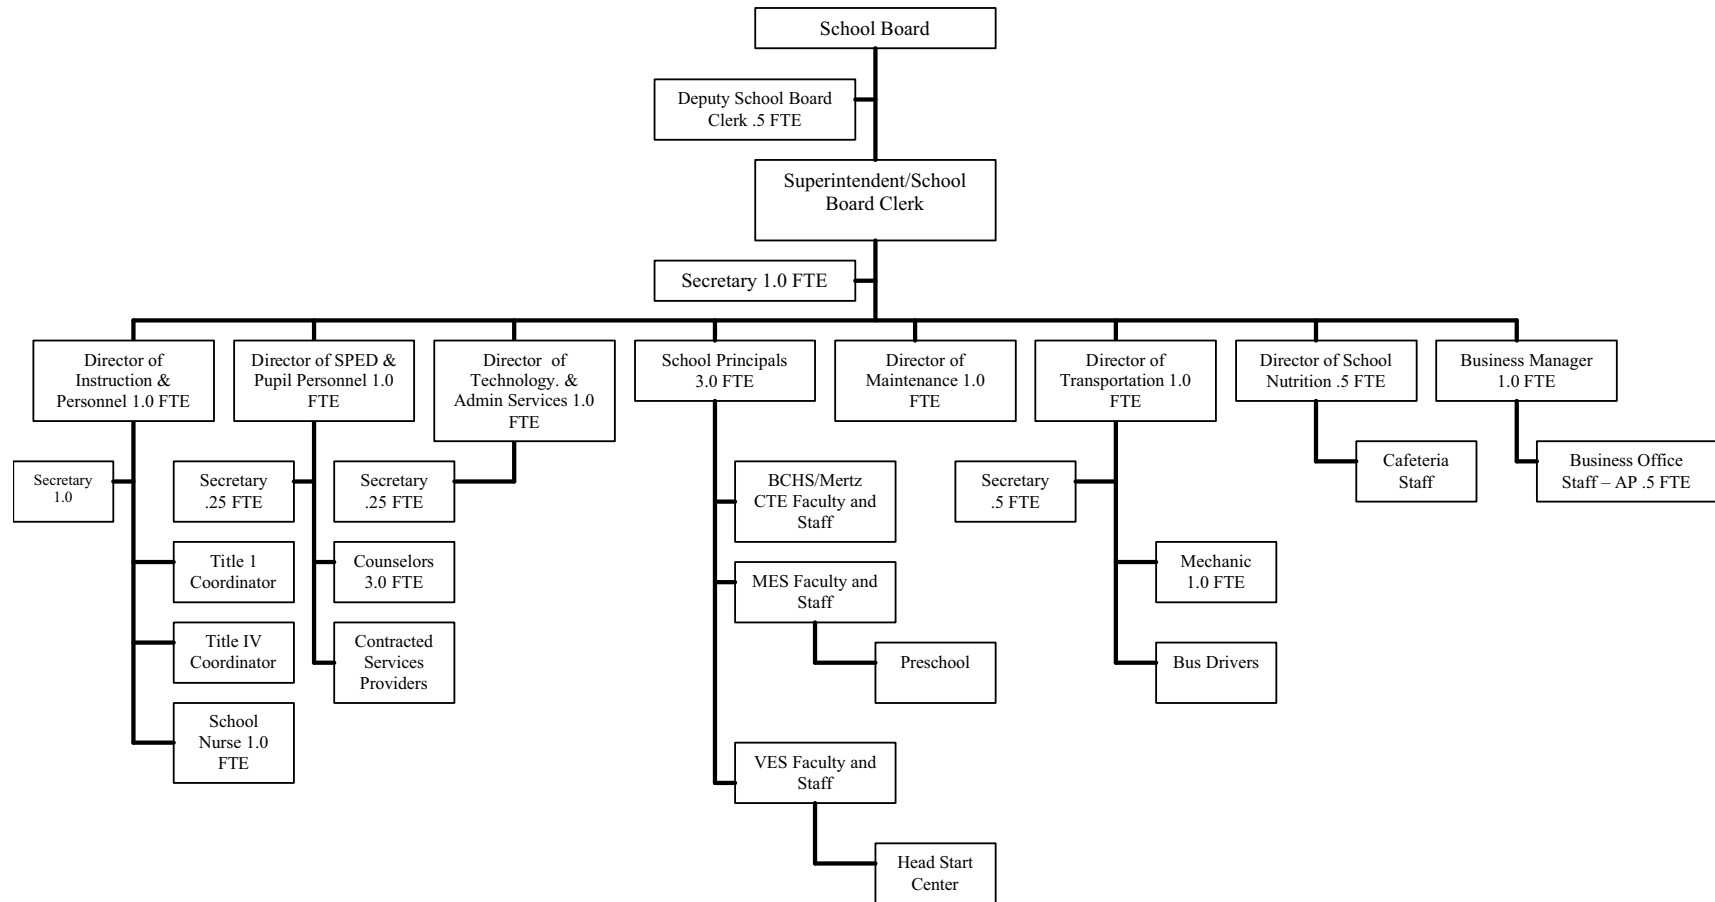 School Board
Deputy School Board
Clerk .5 FTE
Superintendent/School
Board Clerk
Secretary 1.0 FTE
Director of
Instruction &
Personnel 1.0 FTE
Director of SPED &
Pupil Personnel 1.0
FTE
Director of
Technology. &
Admin Services 1.0
FTE
School Principals
3.0 FTE
Director of
Maintenance 1.0
FTE
Director of
Transportation 1.0
FTE
Director of School
Nutrition .5 FTE
Business Manager
1.0 FTE
Secretary
1.0
Secretary
.25 FTE
Secretary
.25 FTE
BCHS/Mertz
CTE Faculty and
Staff
Secretary
.5 FTE
Cafeteria
Staff
Business Office
Staff – AP .5 FTE
Title 1
Coordinator
Counselors
3.0 FTE
MES Faculty and
Staff
Mechanic
1.0 FTE
Title IV
Coordinator
Contracted
Services
Providers
Preschool
Bus Drivers
School
Nurse 1.0
FTE
VES Faculty and
Staff
Head Start
Center